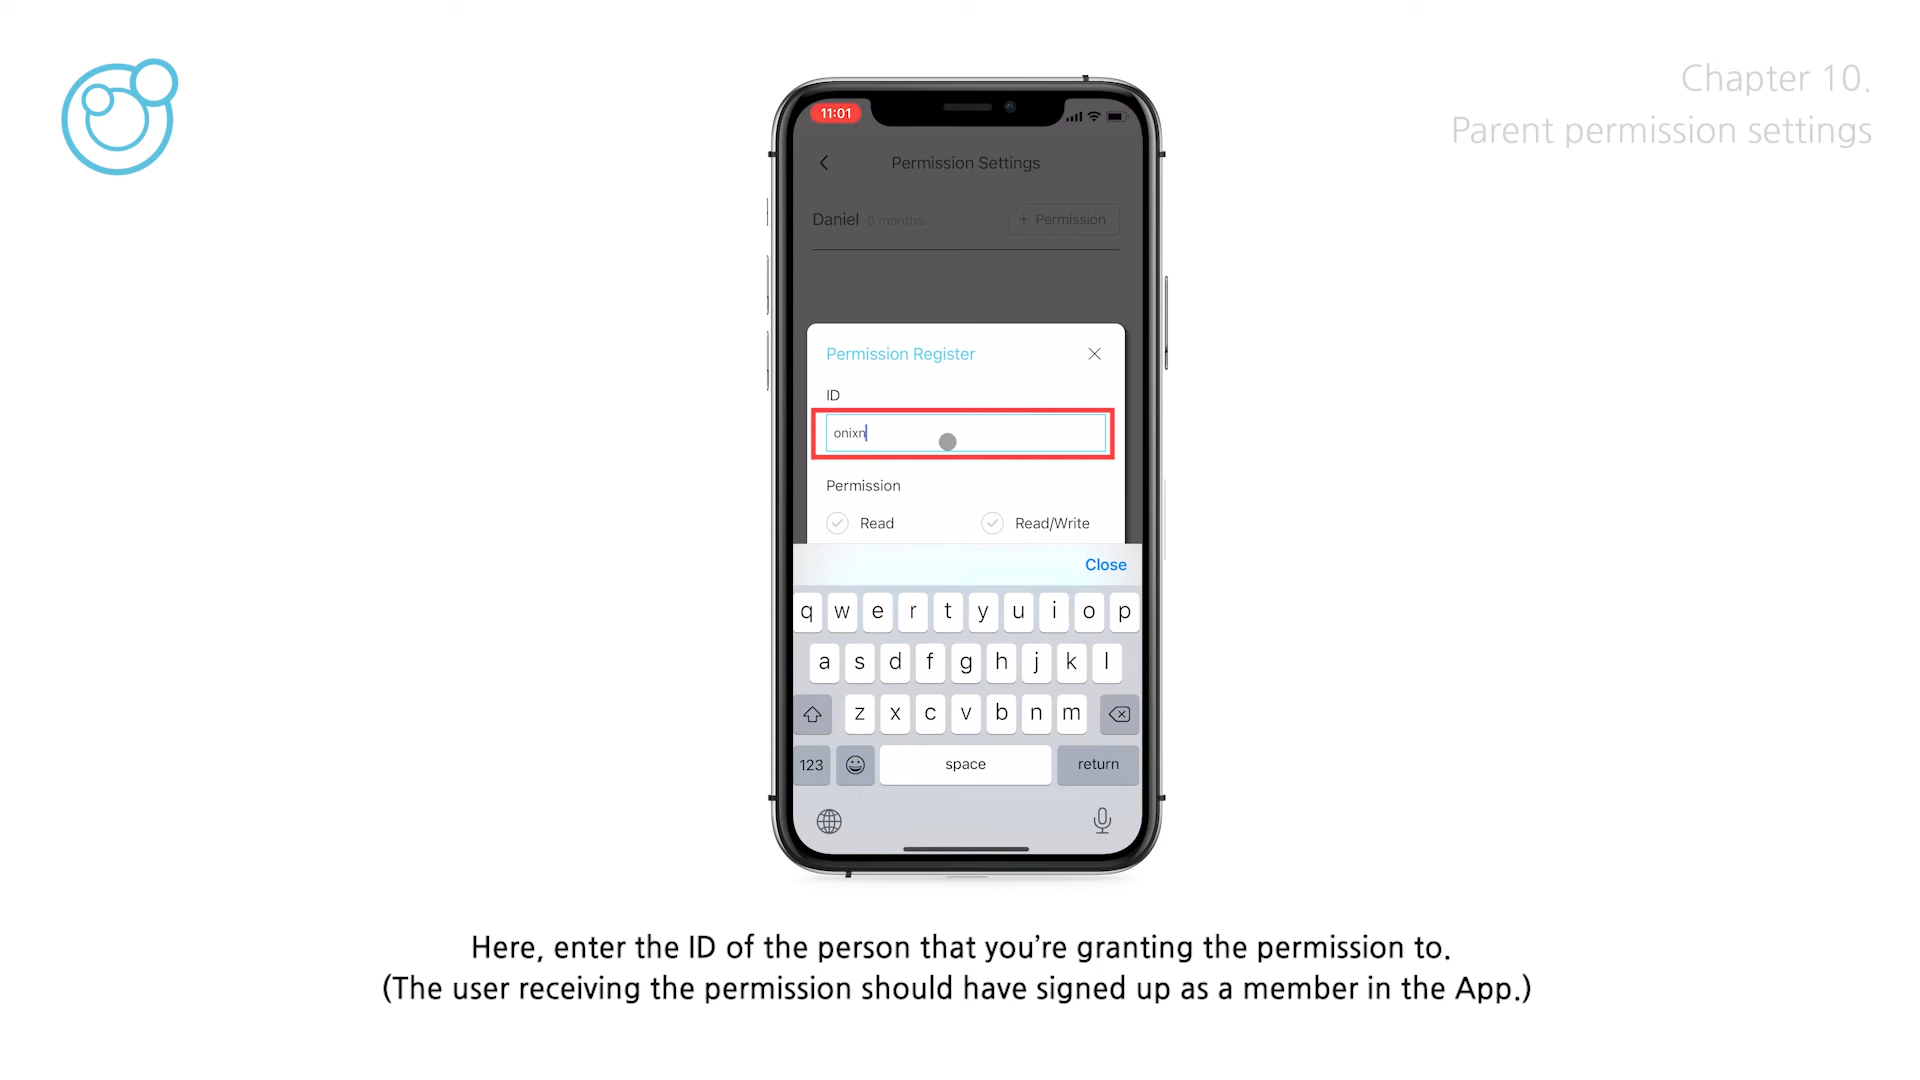 Chapter 10.
Parent permission settings
11:01
Permission Settings
Daniel 0 months + Permission
Permission Register
ID
onixn
Permission
Read Read/Write
Close
q w e r t y u i o p
a s d f g h j k l
z x c v b n m
123 space return
Here, enter the ID of the person that you’re granting the permission to.
(The user receiving the permission should have signed up as a member in the App.)